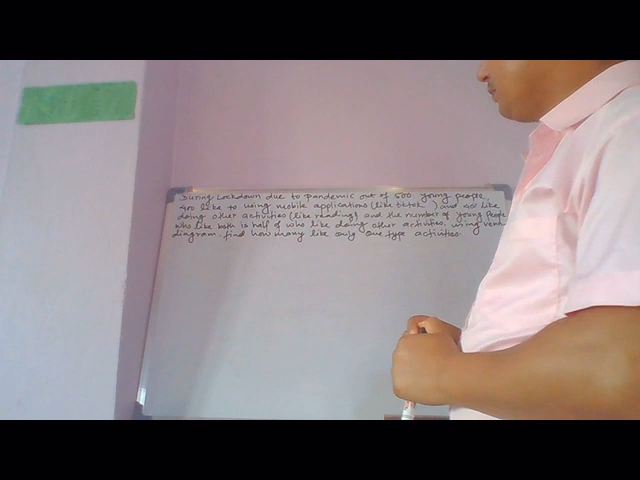 During Lockdown due to pandemic out of 500 young people,
400 like to using mobile applications (like tiktok ) and like
doing other activities (like reading) and the number of young people
who like both is half of who like doing other activities. using venn
diagram, find how many like only one type activities.